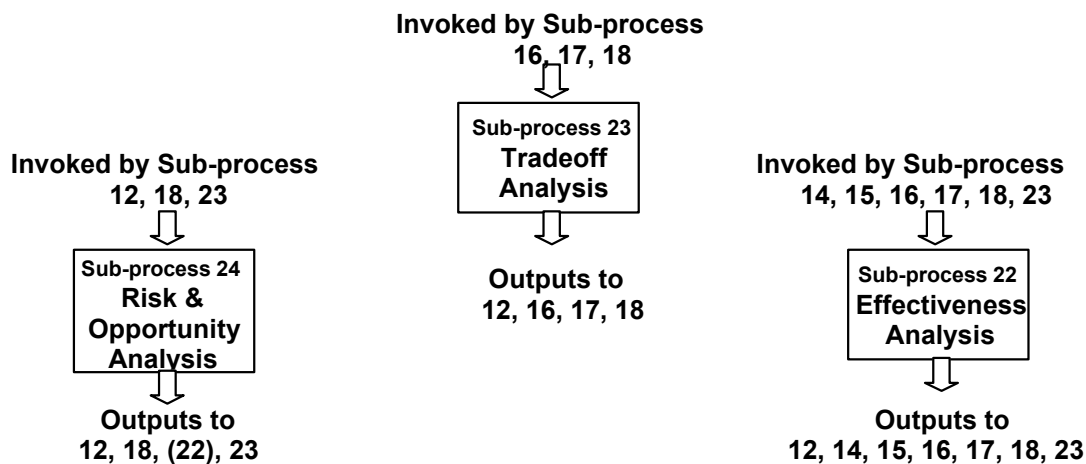 Invoked by Sub-process
16, 17, 18
Sub-process 23
Tradeoff
Analysis
Outputs to
12, 16, 17, 18
Invoked by Sub-process
12, 18, 23
Sub-process 24
Risk &
Opportunity
Analysis
Outputs to
12, 18, (22), 23
Invoked by Sub-process
14, 15, 16, 17, 18, 23
Sub-process 22
Effectiveness
Analysis
Outputs to
12, 14, 15, 16, 17, 18, 23